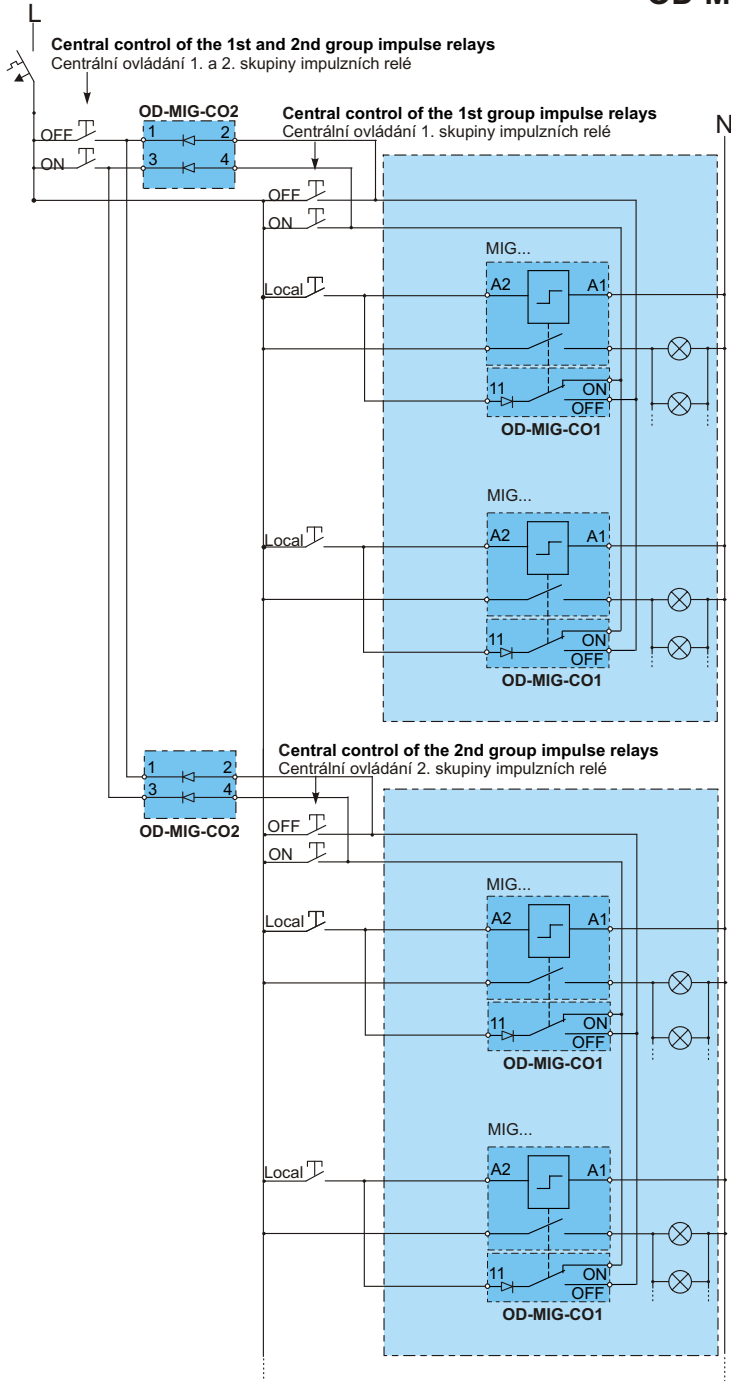 OD-M
L
Central control of the 1st and 2nd group impulse relays
Centrální ovládání 1. a 2. skupiny impulzních relé
OD-MIG-CO2
Central control of the 1st group impulse relays
Centrální ovládání 1. skupiny impulzních relé
N
OFF
1 2
ON
3 4
OFF
ON
MIG...
Local
A2 A1
11
ON
OFF
OD-MIG-CO1
MIG...
Local
A2 A1
11
ON
OFF
OD-MIG-CO1
Central control of the 2nd group impulse relays
Centrální ovládání 2. skupiny impulzních relé
1 2
3 4
OD-MIG-CO2
OFF
ON
MIG...
Local
A2 A1
11
ON
OFF
OD-MIG-CO1
MIG...
Local
A2 A1
11
ON
OFF
OD-MIG-CO1